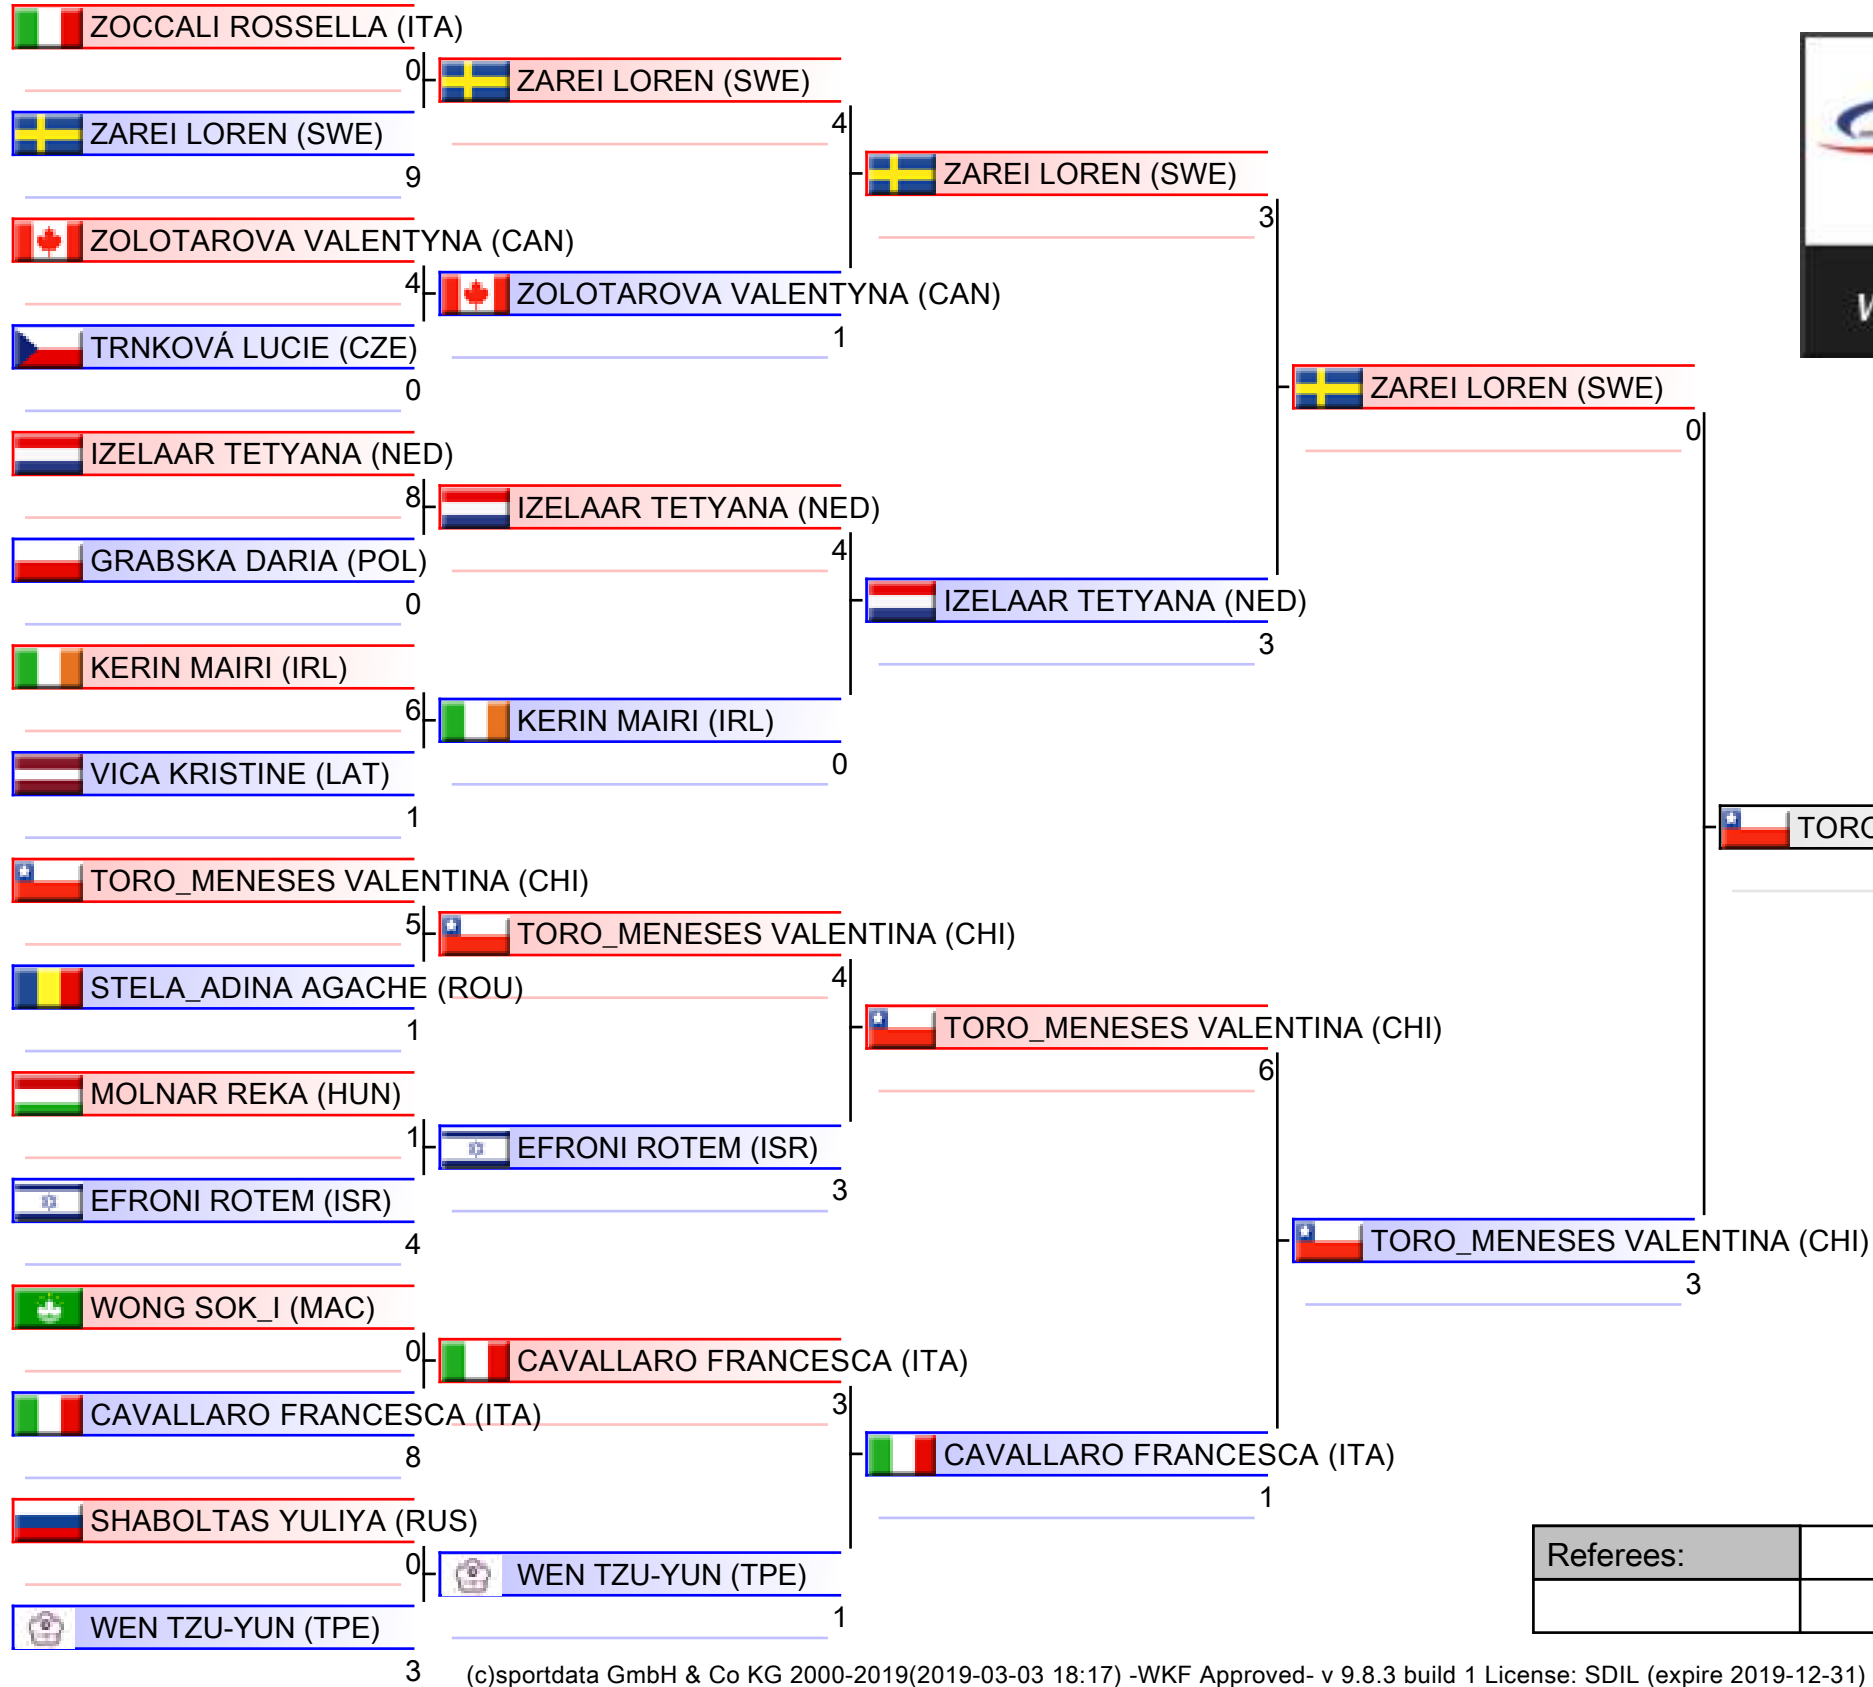 ZOCCALI ROSSELLA (ITA)
0
ZAREI LOREN (SWE)
9
ZOLOTAROVA VALENTYNA (CAN)
4
TRNKOVÁ LUCIE (CZE)
0
IZELAAR TETYANA (NED)
8
GRABSKA DARIA (POL)
0
KERIN MAIRI (IRL)
6
VICA KRISTINE (LAT)
1
TORO_MENESES VALENTINA (CHI)
5
STELA_ADINA AGACHE (ROU)
1
MOLNAR REKA (HUN)
1
EFRONI ROTEM (ISR)
4
WONG SOK_I (MAC)
0
CAVALLARO FRANCESCA (ITA)
8
SHABOLTAS YULIYA (RUS)
0
WEN TZU-YUN (TPE)
3
ZAREI LOREN (SWE)
4
ZOLOTAROVA VALENTYNA (CAN)
1
IZELAAR TETYANA (NED)
4
KERIN MAIRI (IRL)
0
TORO_MENESES VALENTINA (CHI)
4
EFRONI ROTEM (ISR)
3
CAVALLARO FRANCESCA (ITA)
3
WEN TZU-YUN (TPE)
1
ZAREI LOREN (SWE)
3
IZELAAR TETYANA (NED)
3
TORO_MENESES VALENTINA (CHI)
6
CAVALLARO FRANCESCA (ITA)
1
ZAREI LOREN (SWE)
0
TORO_MENESES VALENTINA (CHI)
3
TORO
Referees:
(c)sportdata GmbH & Co KG 2000-2019(2019-03-03 18:17) -WKF Approved- v 9.8.3 build 1 License: SDIL (expire 2019-12-31)